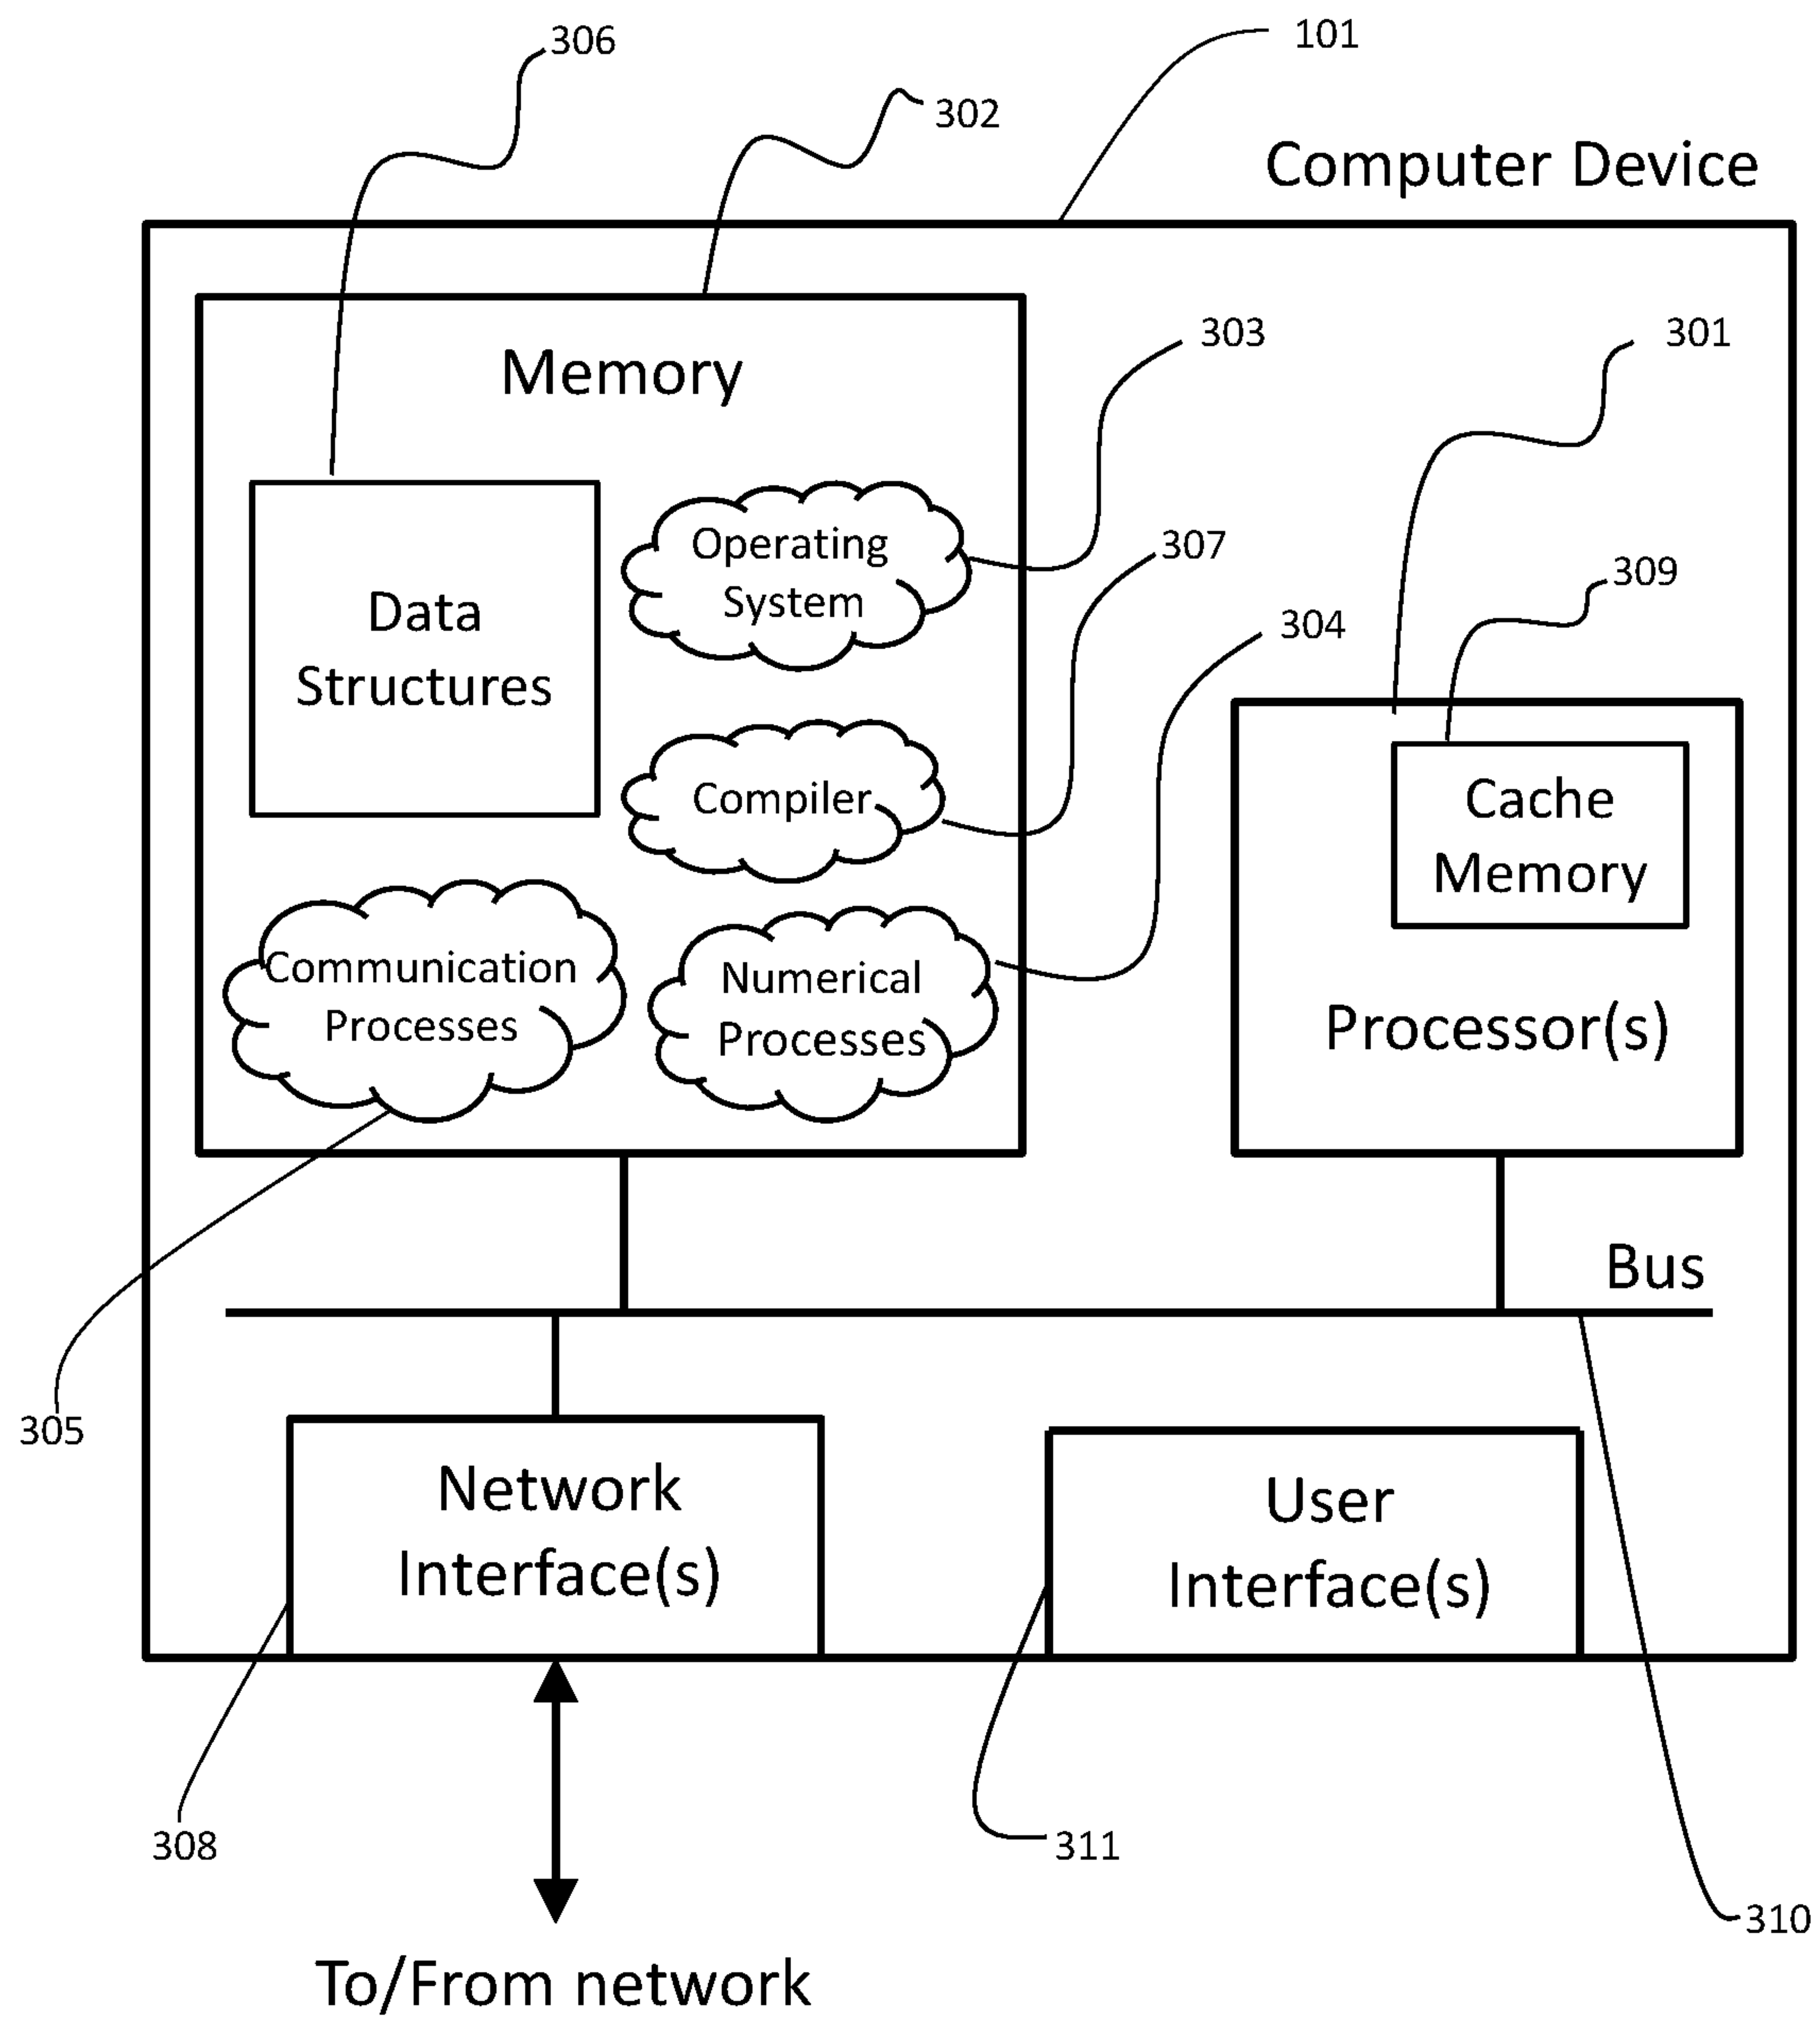 306
101
302
Computer Device
303
301
Memory
Operating
System
307
309
Data
Structures
304
Compiler
Cache
Memory
Communication
Processes
Numerical
Processes
Processor(s)
Bus
305
Network
Interface(s)
User
Interface(s)
308
311
310
To/From network